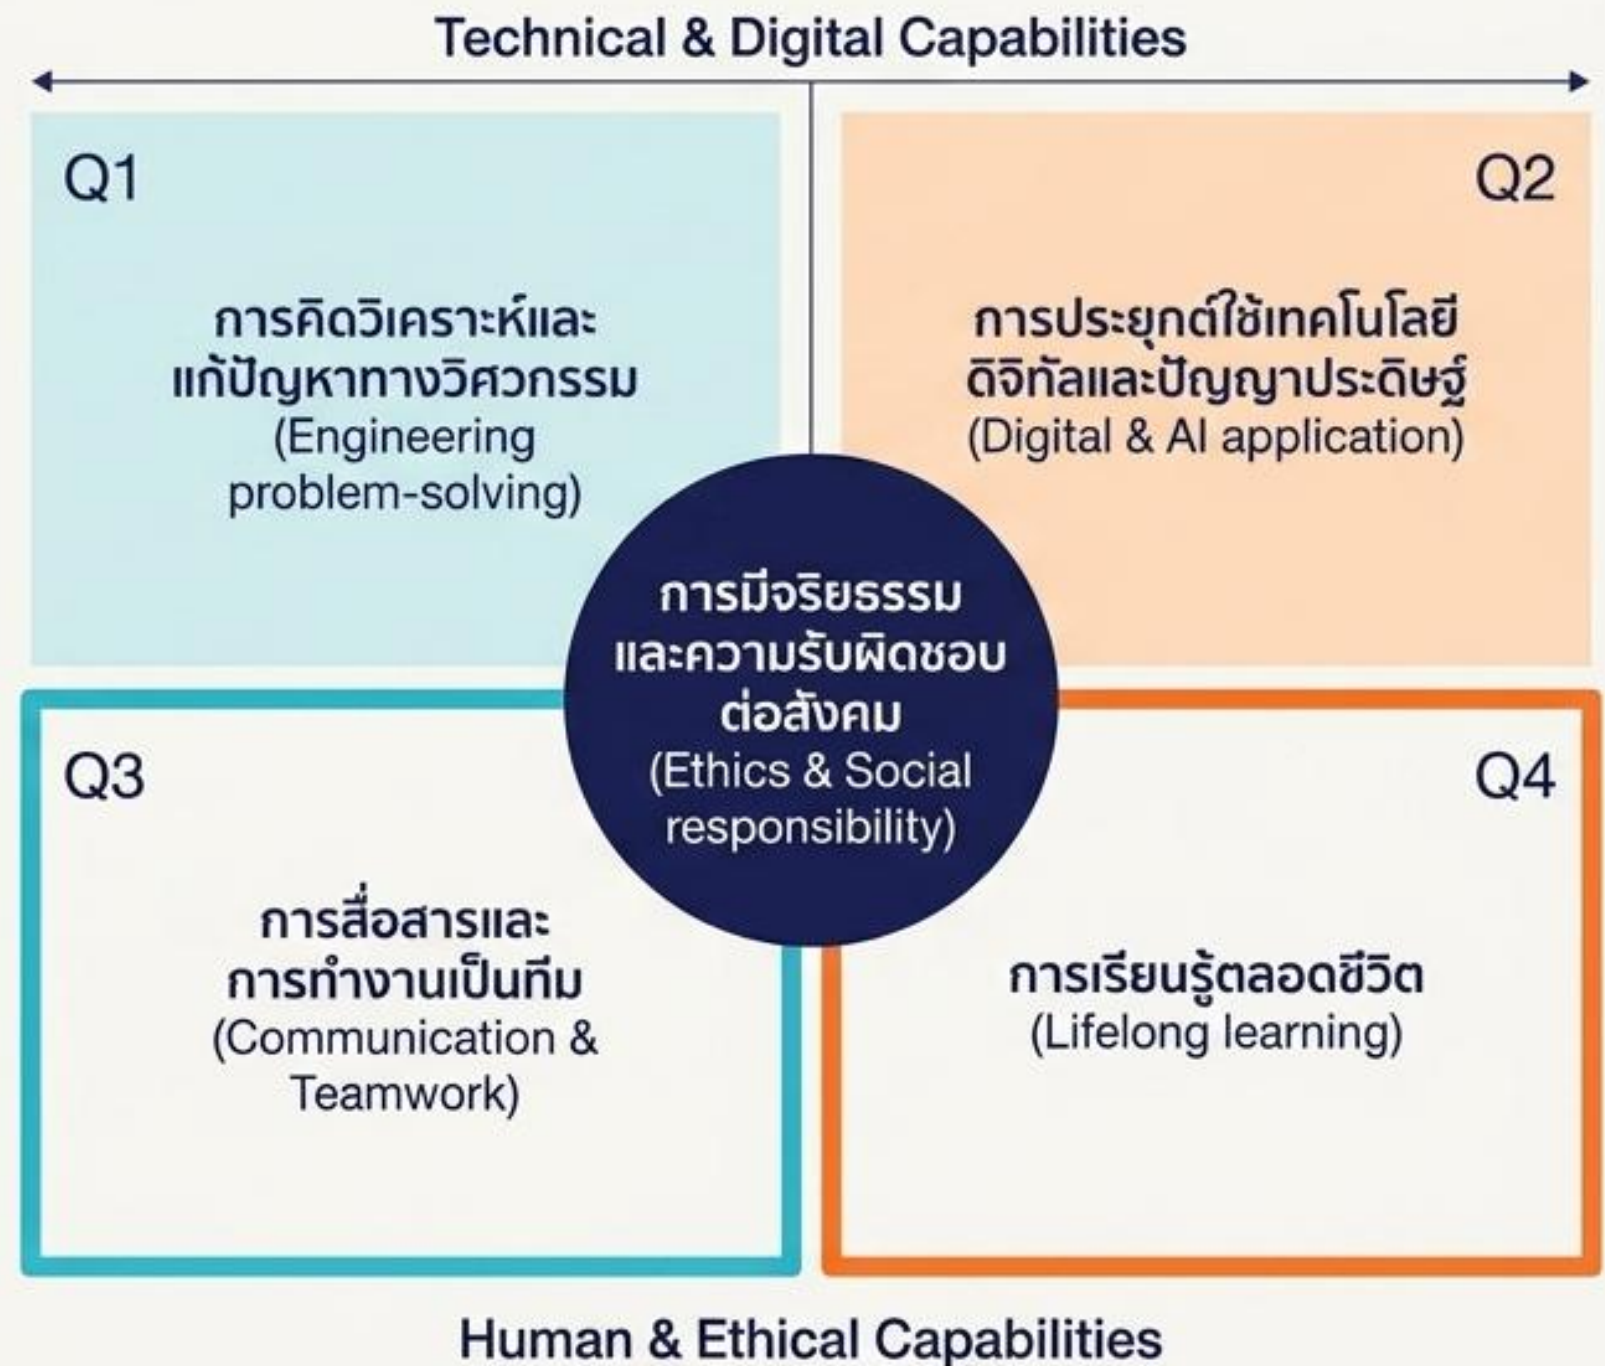 Technical & Digital Capabilities
Q1
การคิดวิเคราะห์และ
แก้ปัญหาทางวิศวกรรม
(Engineering
problem-solving)
Q2
การประยุกต์ใช้เทคโนโลยี
ดิจิทัลและปัญญาประดิษฐ์
(Digital & AI application)
การมีจริยธรรม
และความรับผิดชอบ
ต่อสังคม
(Ethics & Social
responsibility)
Q3
การสื่อสารและ
การทำงานเป็นทีม
(Communication &
Teamwork)
Q4
การเรียนรู้ตลอดชีวิต
(Lifelong learning)
Human & Ethical Capabilities